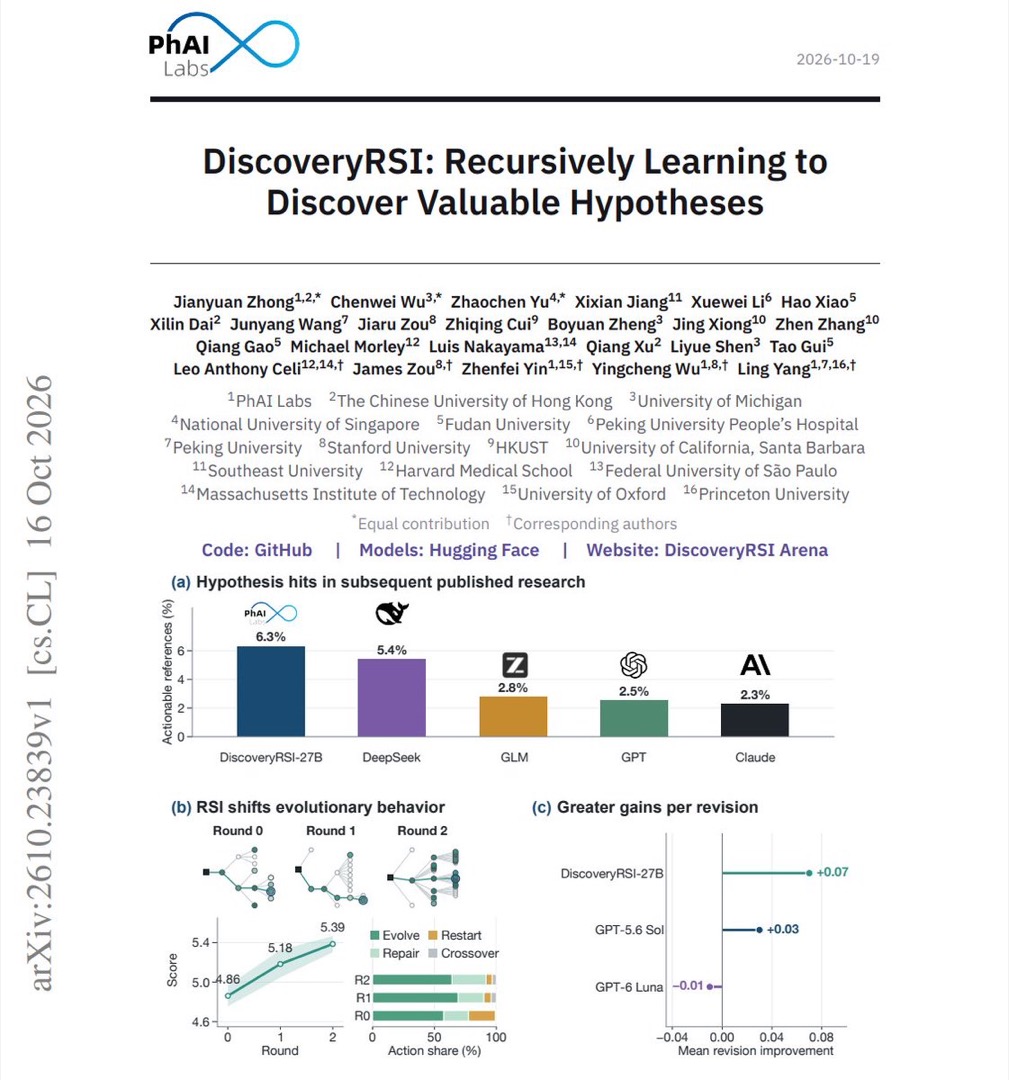 PhAI
Labs
2026-10-19
DiscoveryRSI: Recursively Learning to
Discover Valuable Hypotheses
Jianyuan Zhong1,2,* Chenwei Wu3,* Zhaochen Yu4,* Xixian Jiang11 Xuewei Li6 Hao Xiao5
Xilin Dai2 Junyang Wang7 Jiaru Zou8 Zhiqing Cui9 Boyuan Zheng3 Jing Xiong10 Zhen Zhang10
Qiang Gao5 Michael Morley12 Luis Nakayama13,14 Qiang Xu2 Liyue Shen3 Tao Gui5
Leo Anthony Celi12,14,† James Zou8,† Zhenfei Yin1,15,† Yingcheng Wu1,8,† Ling Yang1,7,16,†
1PhAI Labs 2The Chinese University of Hong Kong 3University of Michigan
4National University of Singapore 5Fudan University 6Peking University People's Hospital
7Peking University 8Stanford University 9HKUST 10University of California, Santa Barbara
11Southeast University 12Harvard Medical School 13Federal University of São Paulo
14Massachusetts Institute of Technology 15University of Oxford 16Princeton University
*Equal contribution †Corresponding authors
Code: GitHub | Models: Hugging Face | Website: DiscoveryRSI Arena
arXiv:2610.23839v1 [cs.CL] 16 Oct 2026
(a) Hypothesis hits in subsequent published research
Actionable references (%)
6
4
2
0
PhAI
Labs
6.3%
5.4%
2.8%
2.5%
2.3%
DiscoveryRSI-27B DeepSeek GLM GPT Claude
(b) RSI shifts evolutionary behavior
Round 0 Round 1 Round 2
Score
5.4
5.0
4.6
4.86
5.18
5.39
0 1 2
Round
Evolve Restart
Repair Crossover
R2
R1
R0
0 50 100
Action share (%)
(c) Greater gains per revision
DiscoveryRSI-27B +0.07
GPT-5.6 Sol +0.03
GPT-6 Luna −0.01
−0.04 0.00 0.04 0.08
Mean revision improvement